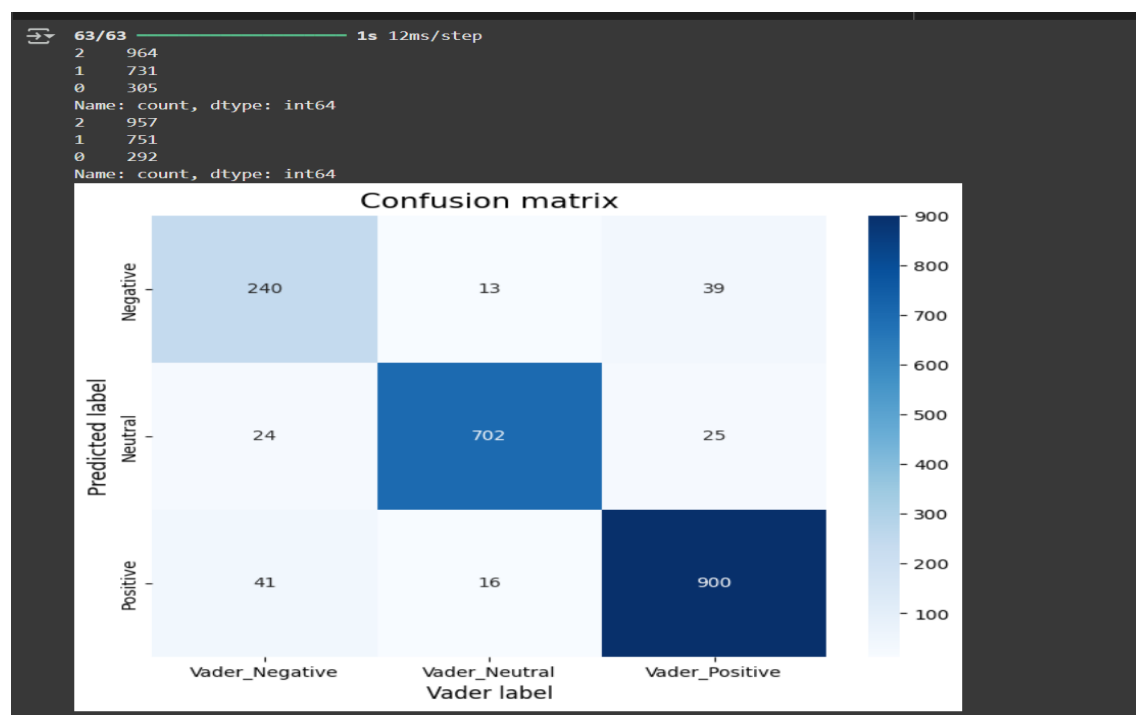 63/63 ━━━━━━━━━━━━━━━━━━━━ 1s 12ms/step
2 964
1 731
0 305
Name: count, dtype: int64
2 957
1 751
0 292
Name: count, dtype: int64
Confusion matrix
Predicted label
Negative
240 13 39
Neutral
24 702 25
Positive
41 16 900
Vader_Negative Vader_Neutral Vader_Positive
Vader label
900
800
700
600
500
400
300
200
100